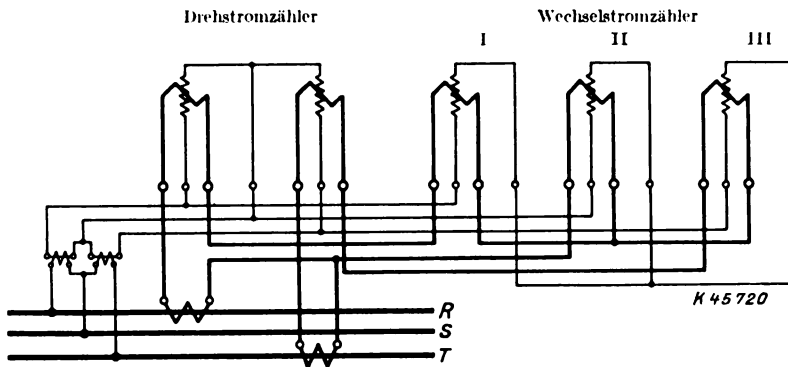 Drehstromzähler Wechselstromzähler
I II III
K 45720
R
S
T